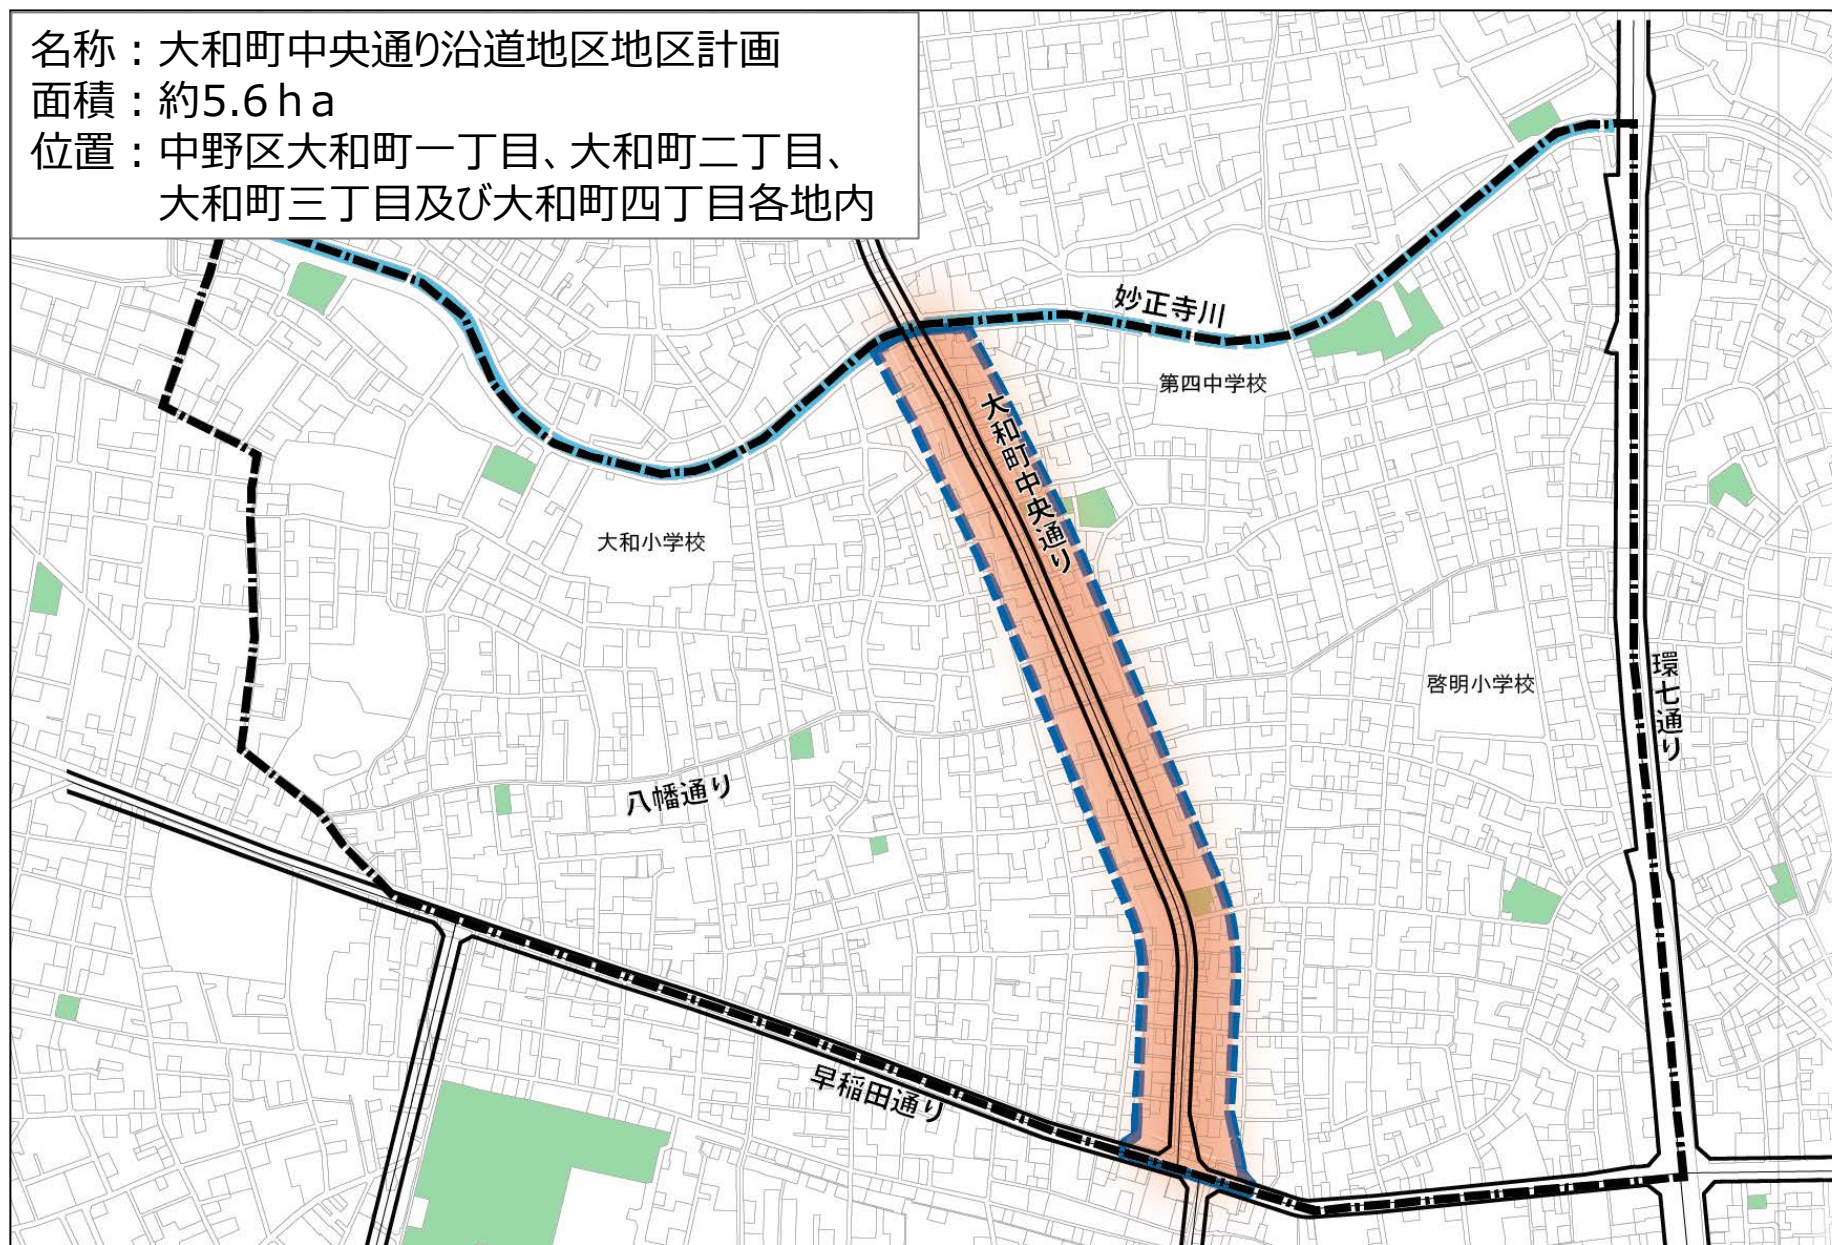 名称：大和町中央通り沿道地区地区計画
面積：約5.6ｈａ
位置：中野区大和町一丁目、大和町二丁目、
大和町三丁目及び大和町四丁目各地内
妙正寺川
第四中学校
大和町中央通り
大和小学校
環七通り
啓明小学校
八幡通り
早稲田通り